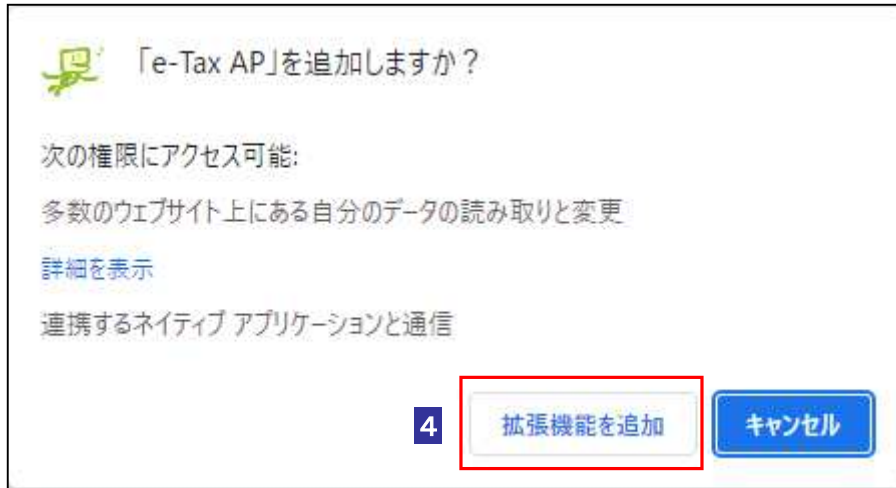 「e-Tax AP」を追加しますか？
次の権限にアクセス可能:
多数のウェブサイト上にある自分のデータの読み取りと変更
詳細を表示
連携するネイティブ アプリケーションと通信
4 拡張機能を追加 キャンセル